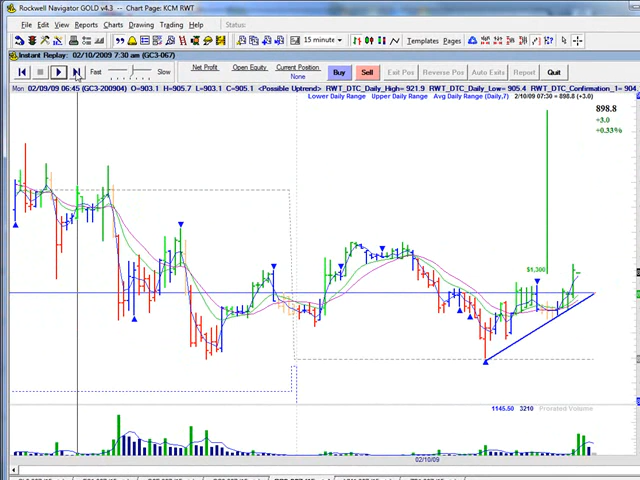 Rockwell Navigator GOLD v4.3 - Chart Page: KCM RWT
File Edit View Reports Charts Drawing Trading Help Status:
15 minute Templates Pages
Instant Replay: 02/10/2009 7:30 am (GC3-067)
Fast Slow Net Profit Open Equity Current Position None Buy Sell Exit Pos Reverse Pos Auto Exits Report Quit
Mon 02/09/09 06:45 (GC3-200904) O=903.1 H=905.7 L=903.1 C=905.1 <Possible Uptrend> RWT_DTC_Daily_High= 921.9 RWT_DTC_Daily_Low= 905.4 RWT_DTC_Confirmation_1= 904.
Lower Daily Range Upper Daily Range Avg Daily Range (Daily,7) 2/10/09 07:30 = 898.8 (+3.0)
898.8
+3.0
+0.33%
$1,300
1145.50 3210 Prorated Volume
02/10/09